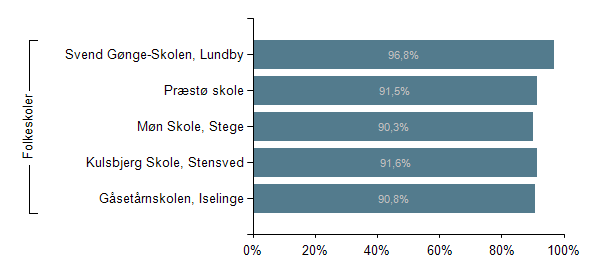 Folkeskoler
Svend Gønge-Skolen, Lundby 96,8%
Præstø skole 91,5%
Møn Skole, Stege 90,3%
Kulsbjerg Skole, Stensved 91,6%
Gåsetårnskolen, Iselinge 90,8%
0% 20% 40% 60% 80% 100%